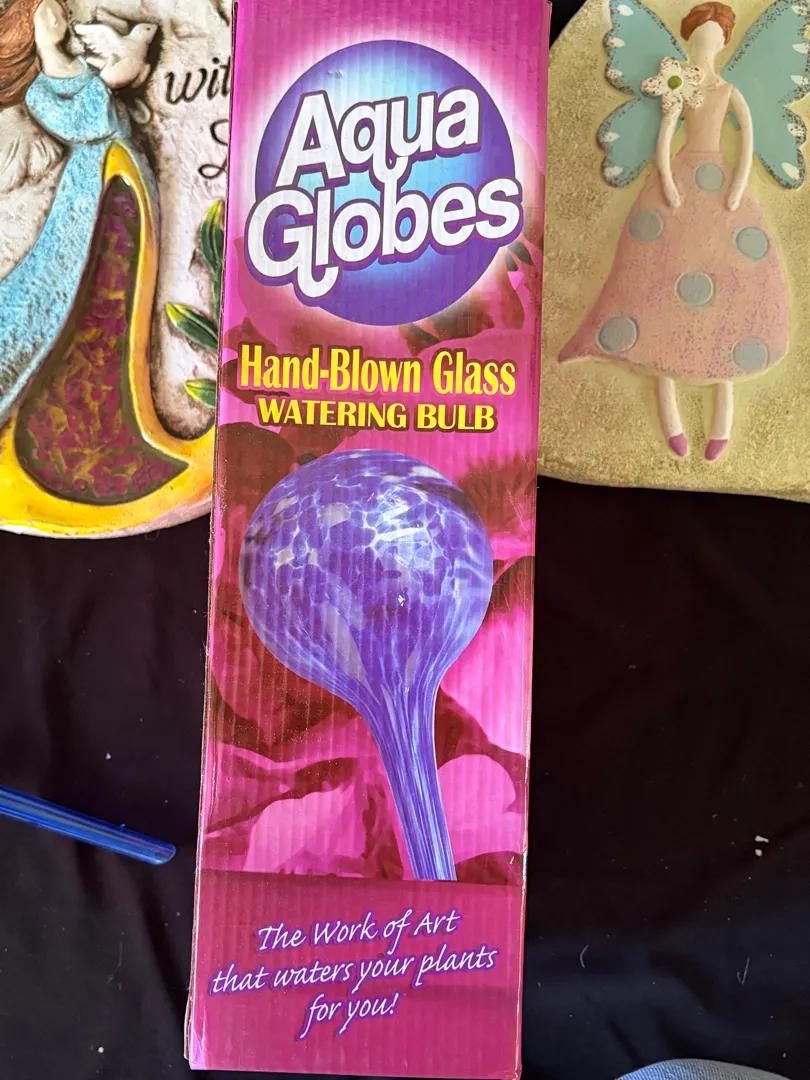 Aqua
Globes
Hand-Blown Glass
WATERING BULB
The Work of Art
that waters your plants
for you!